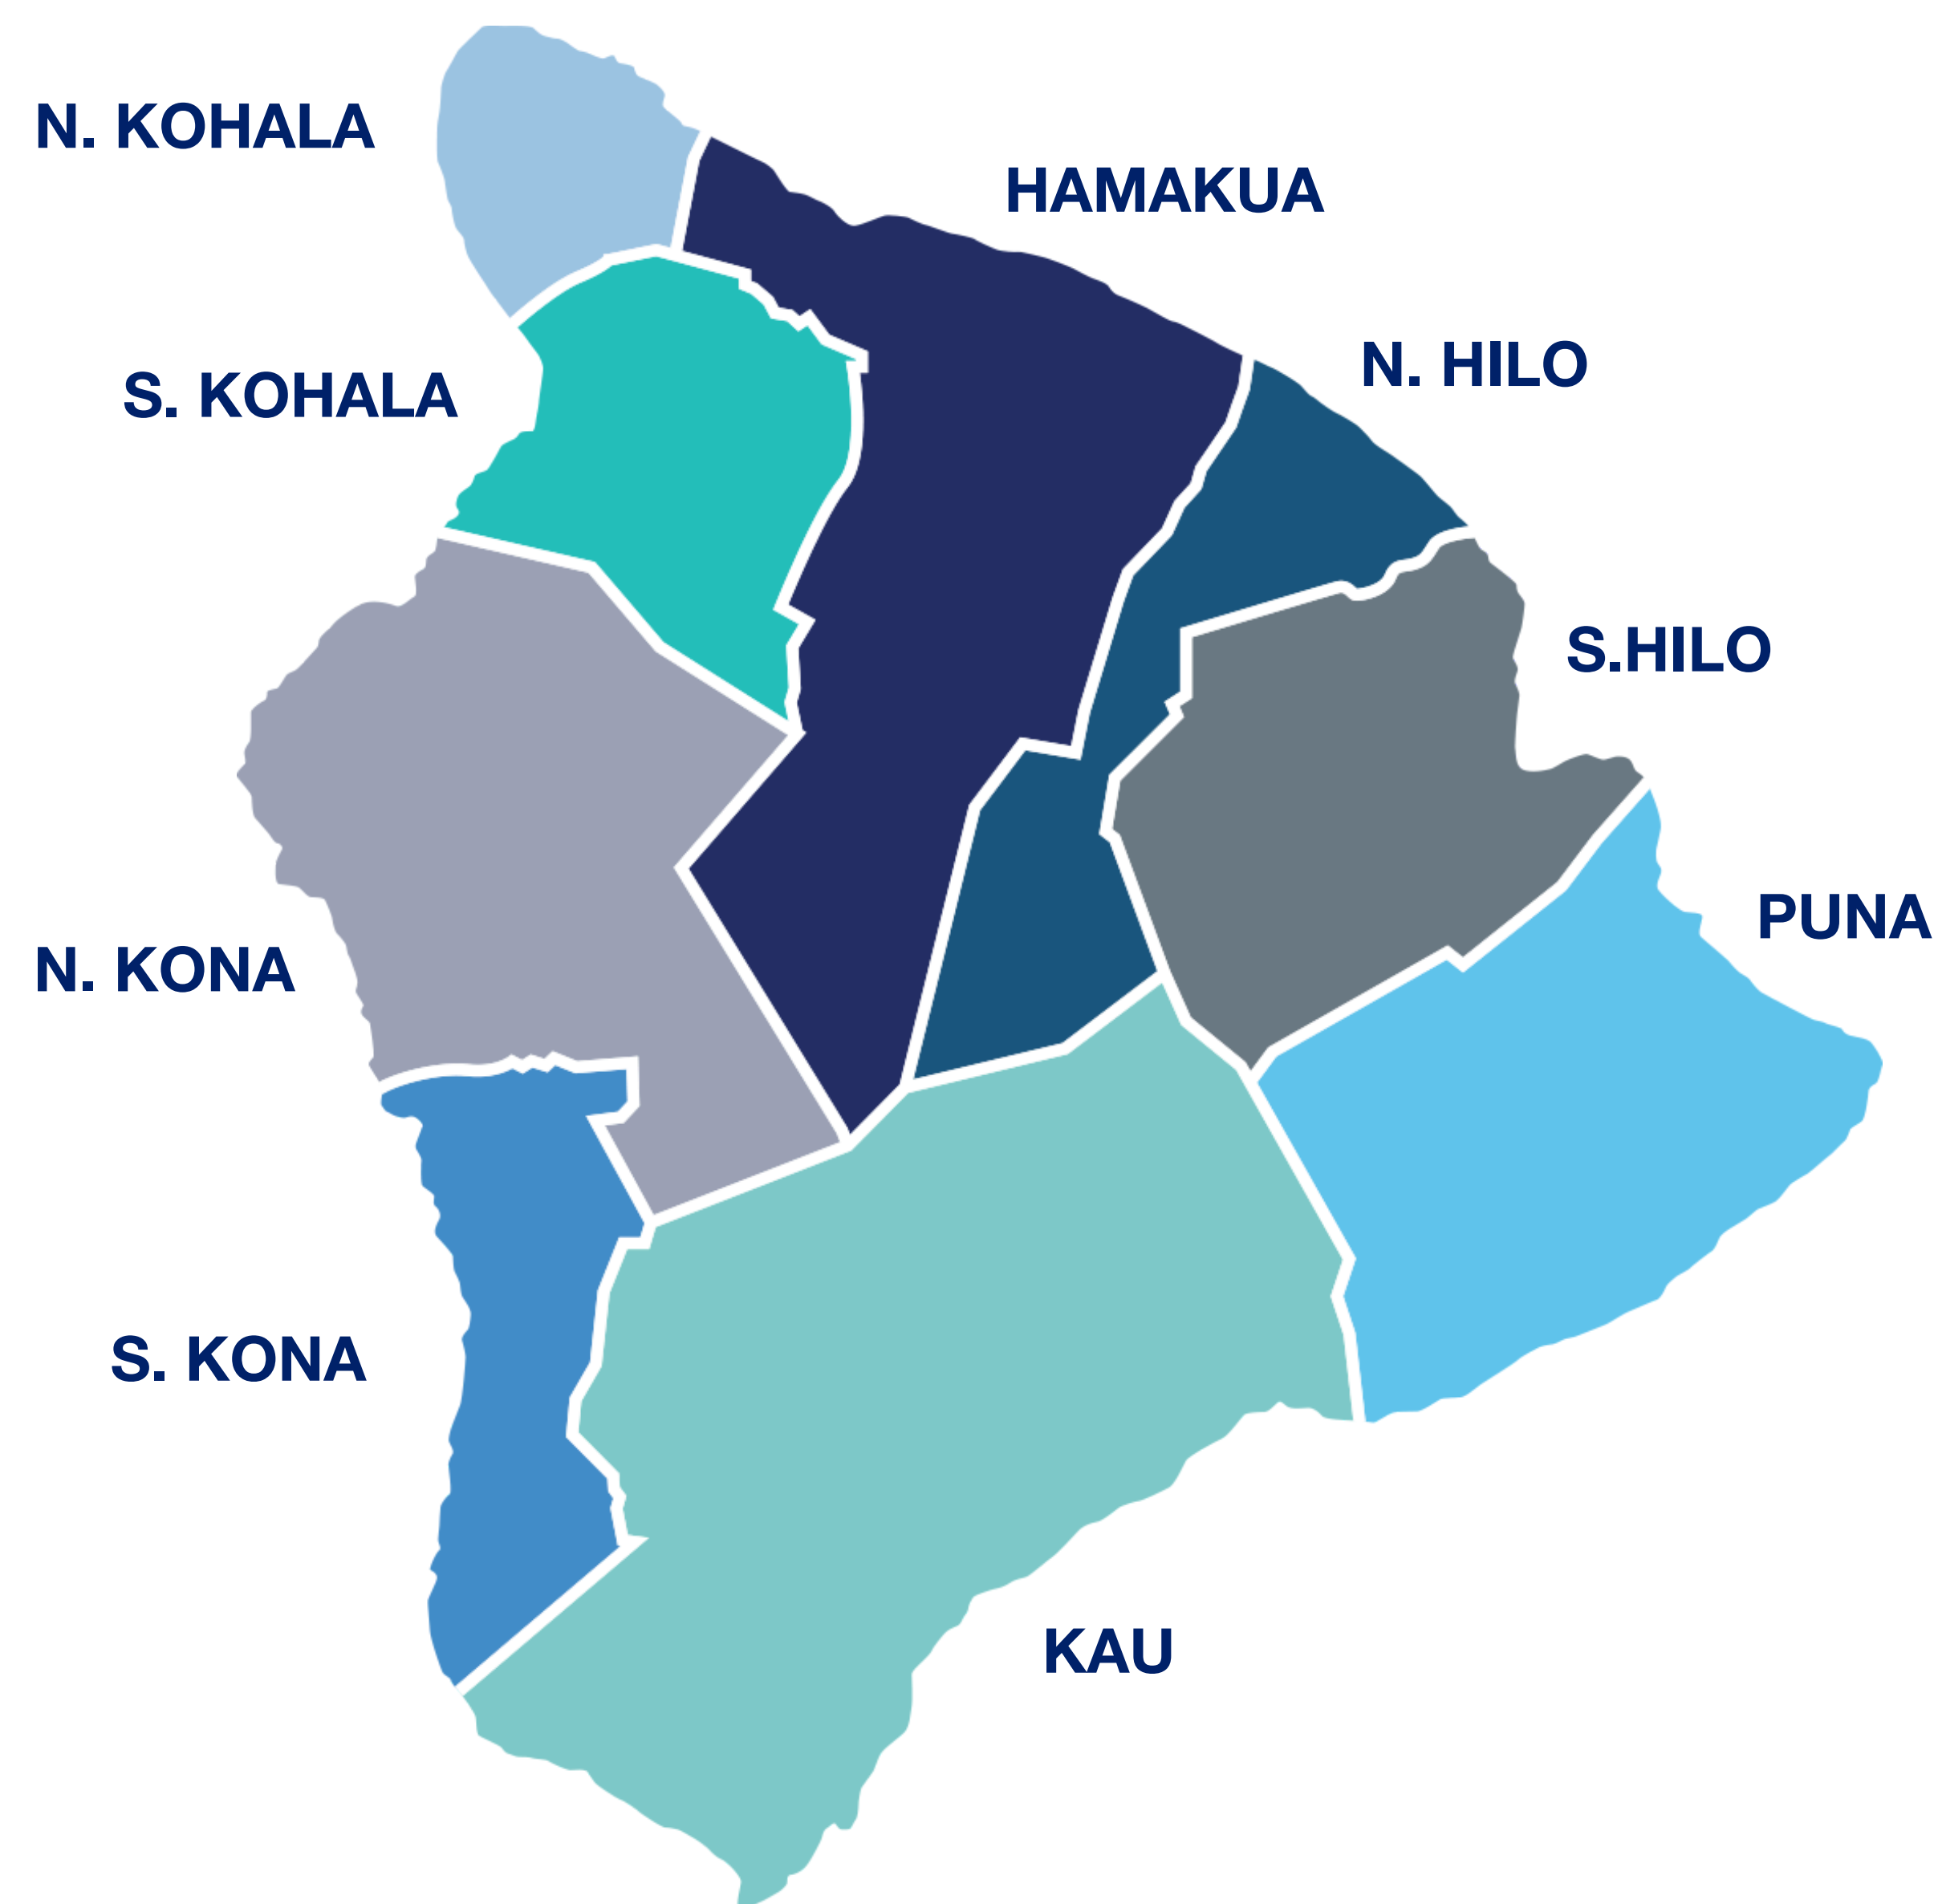 N. KOHALA
HAMAKUA
N. HILO
S. KOHALA
S.HILO
PUNA
N. KONA
S. KONA
KAU